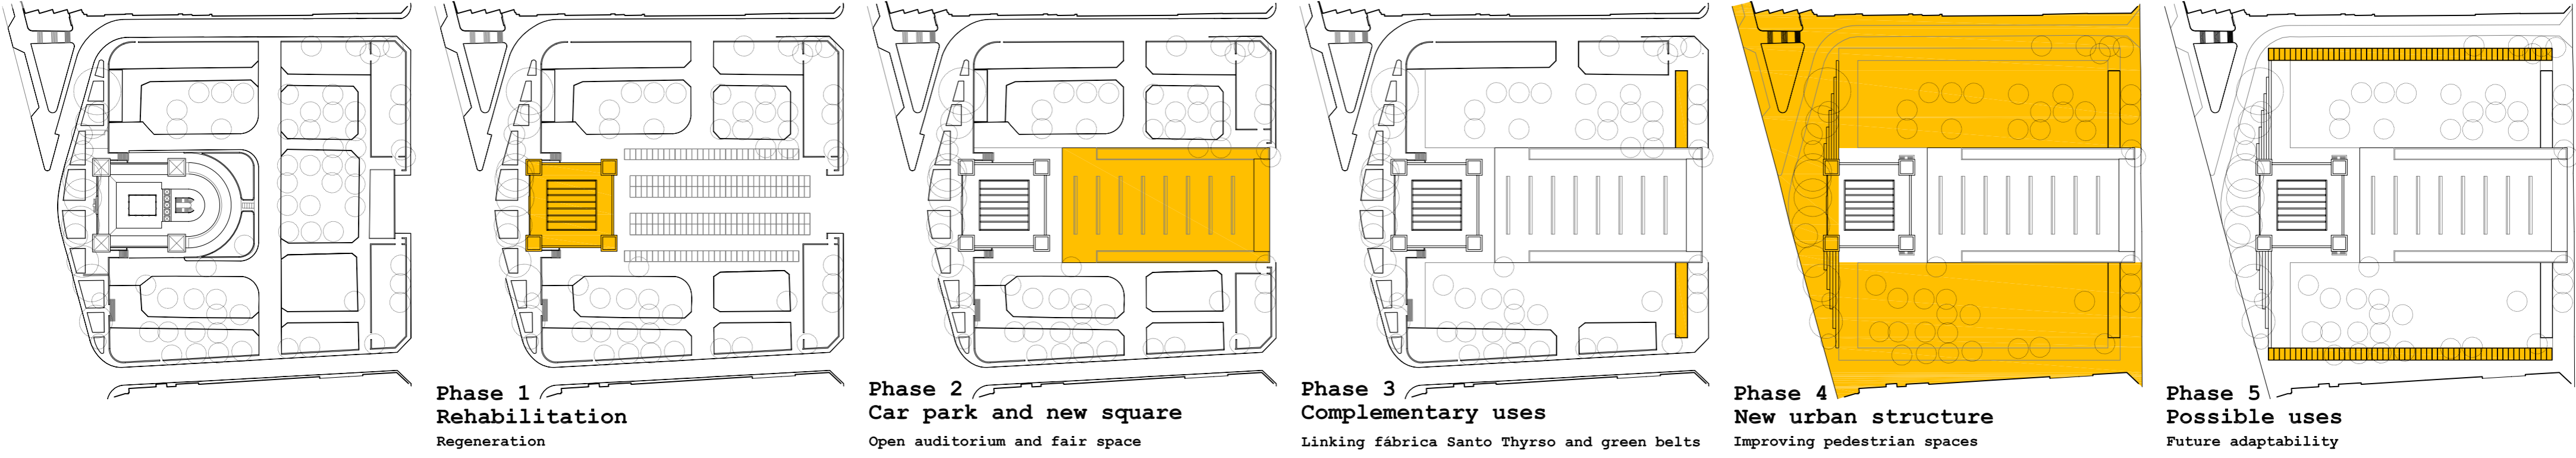 Phase 1
Rehabilitation
Regeneration
Phase 2
Car park and new square
Open auditorium and fair space
Phase 3
Complementary uses
Linking fábrica Santo Thyrso and green belts
Phase 4
New urban structure
Improving pedestrian spaces
Phase 5
Possible uses
Future adaptability